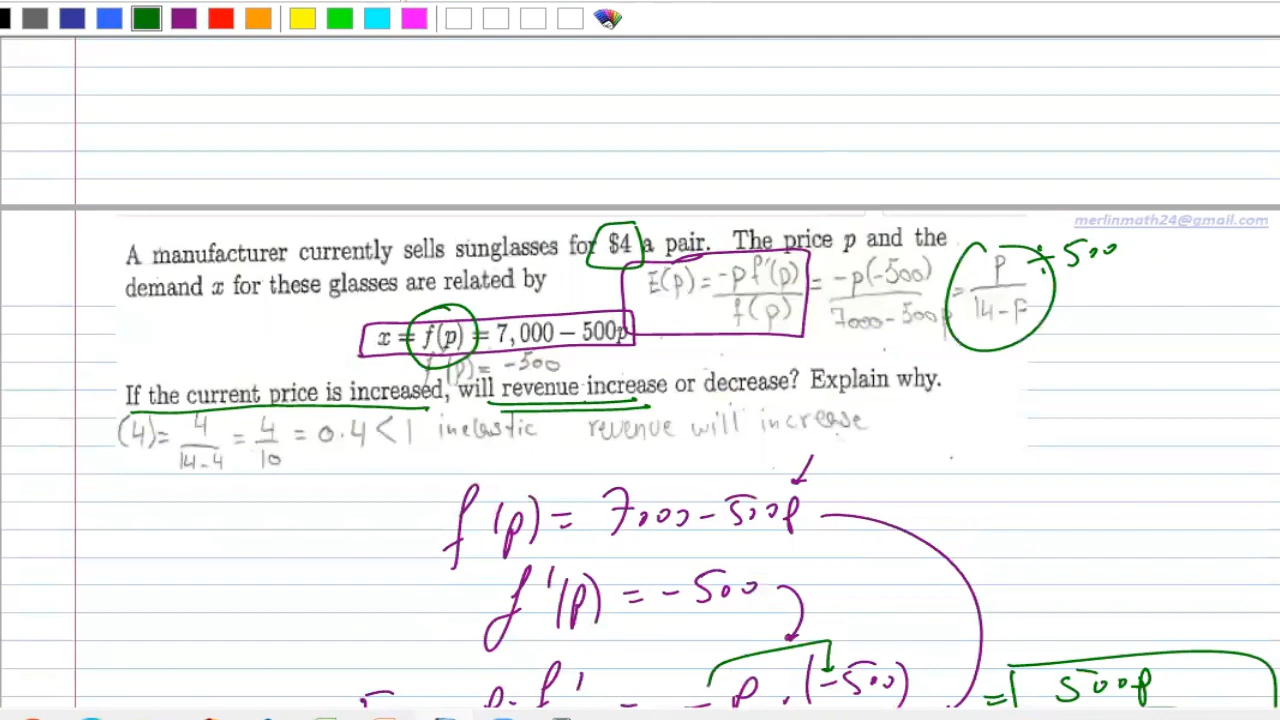 merlinmath24@gmail.com
A manufacturer currently sells sunglasses for $4 a pair. The price p and the
demand x for these glasses are related by
E(p) = -p f'(p) / f(p) = -p(-500) / 7000-500p = p / 14-p ÷500
x = f(p) = 7,000 − 500p
f'(p) = -500
If the current price is increased, will revenue increase or decrease? Explain why.
(4) = 4 / 14-4 = 4 / 10 = 0.4 < 1 inelastic revenue will increase
f'(p) = 7000 - 500p
f'(p) = -500
p. f' = - p . (-500) = 500p